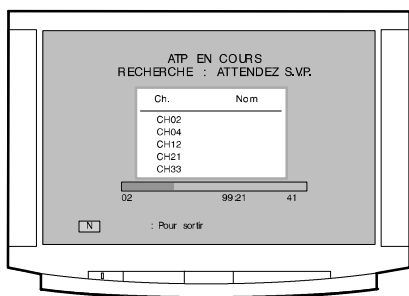 ATP EN COURS
RECHERCHE : ATTENDEZ S.V.P.
Ch. Nom
CH02
CH04
CH12
CH21
CH33
02 99:21 41
N : Pour sortir